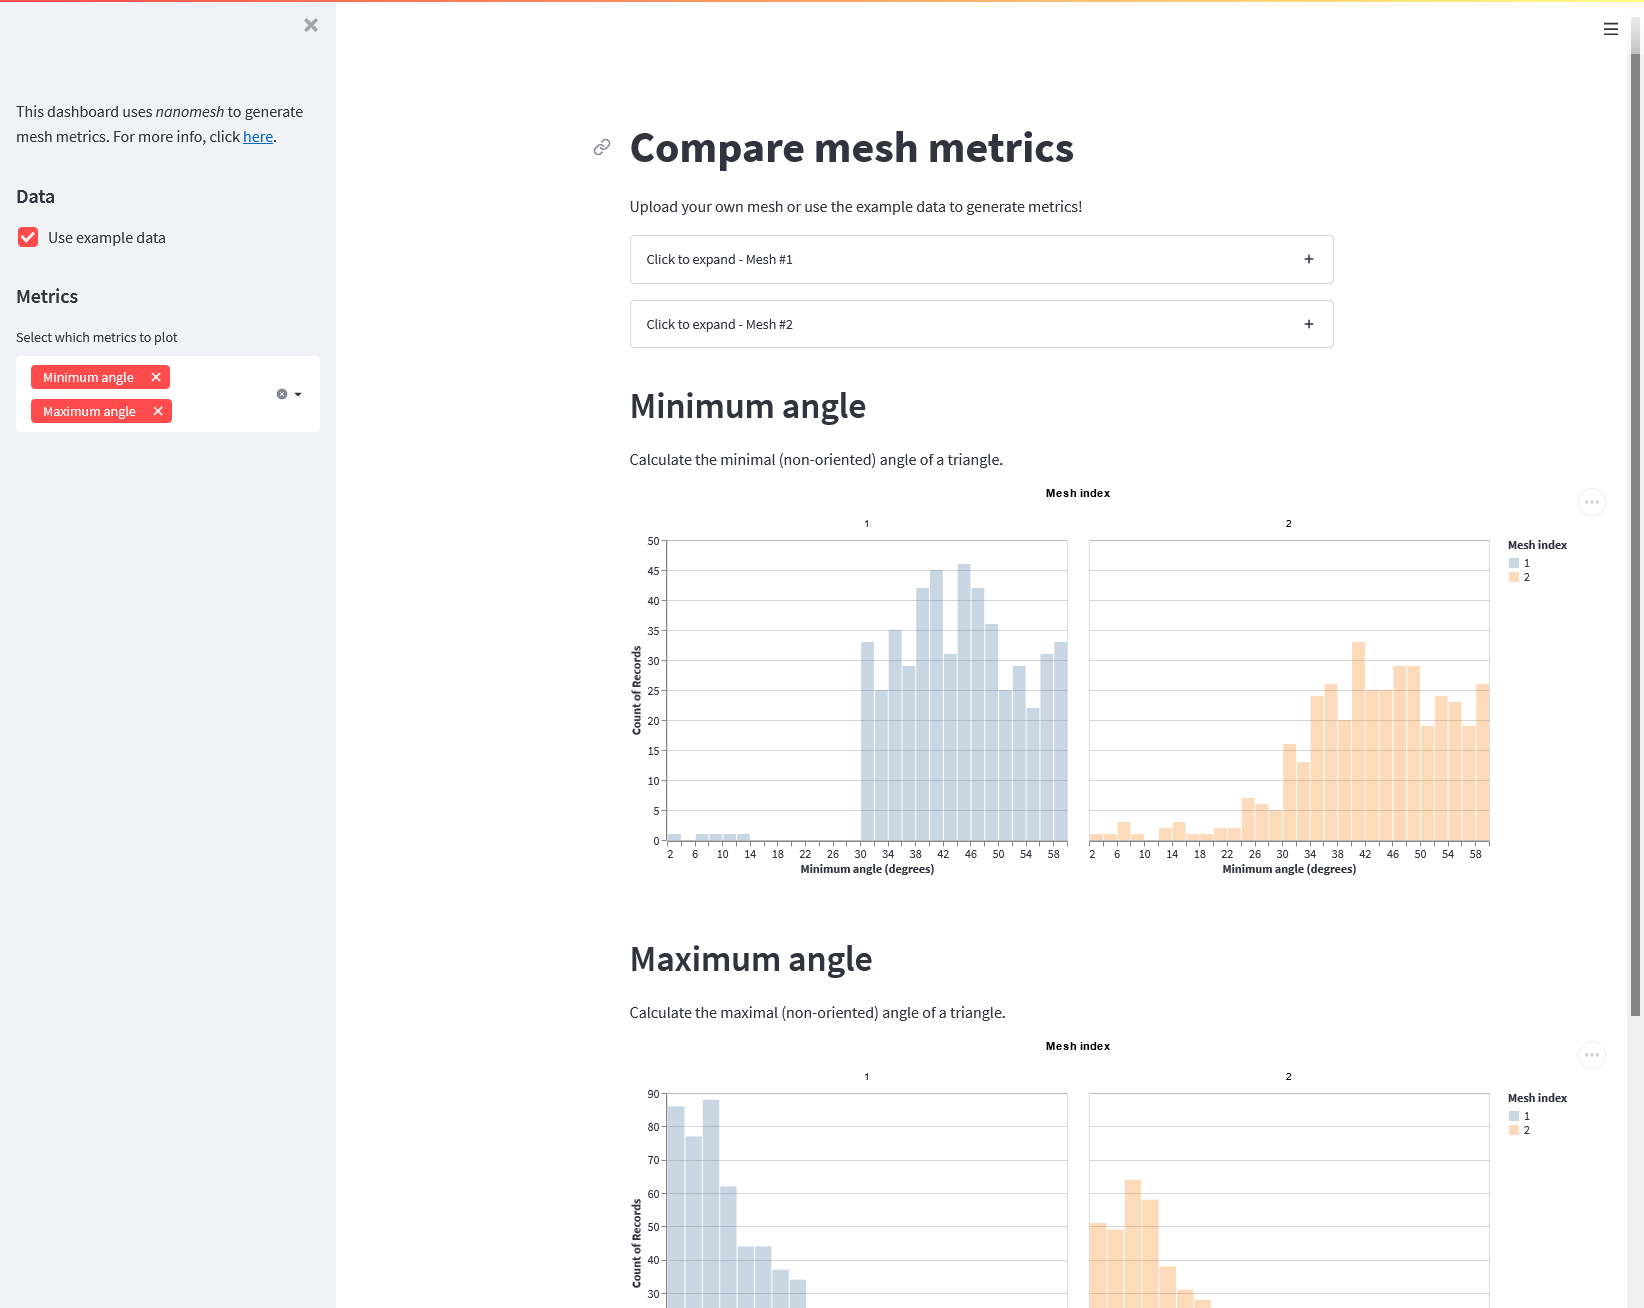 This dashboard uses nanomesh to generate
mesh metrics. For more info, click here.
Data
Use example data
Metrics
Select which metrics to plot
Minimum angle
Maximum angle
Compare mesh metrics
Upload your own mesh or use the example data to generate metrics!
Click to expand - Mesh #1
Click to expand - Mesh #2
Minimum angle
Calculate the minimal (non-oriented) angle of a triangle.
Mesh index
1 2
50
45
40
35
30
25
20
15
10
5
0
Count of Records
2 6 10 14 18 22 26 30 34 38 42 46 50 54 58
Minimum angle (degrees)
2 6 10 14 18 22 26 30 34 38 42 46 50 54 58
Minimum angle (degrees)
Mesh index
1
2
Maximum angle
Calculate the maximal (non-oriented) angle of a triangle.
Mesh index
1 2
90
80
70
60
50
40
30
Count of Records
Mesh index
1
2